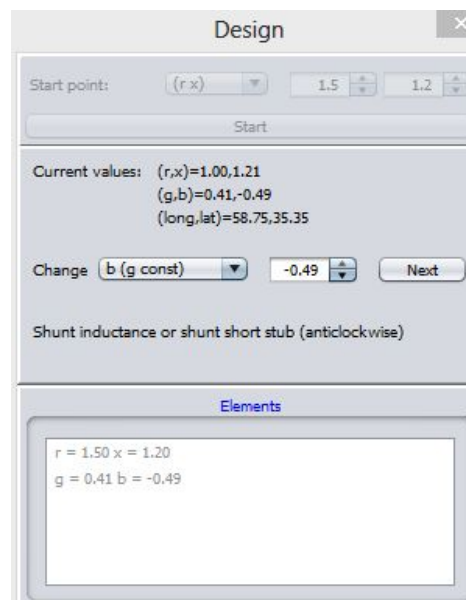 Design
Start point: (r x) 1.5 1.2
Start
Current values: (r,x)=1.00,1.21
(g,b)=0.41,-0.49
(long,lat)=58.75,35.35
Change b (g const) -0.49 Next
Shunt inductance or shunt short stub (anticlockwise)
Elements
r = 1.50 x = 1.20
g = 0.41 b = -0.49